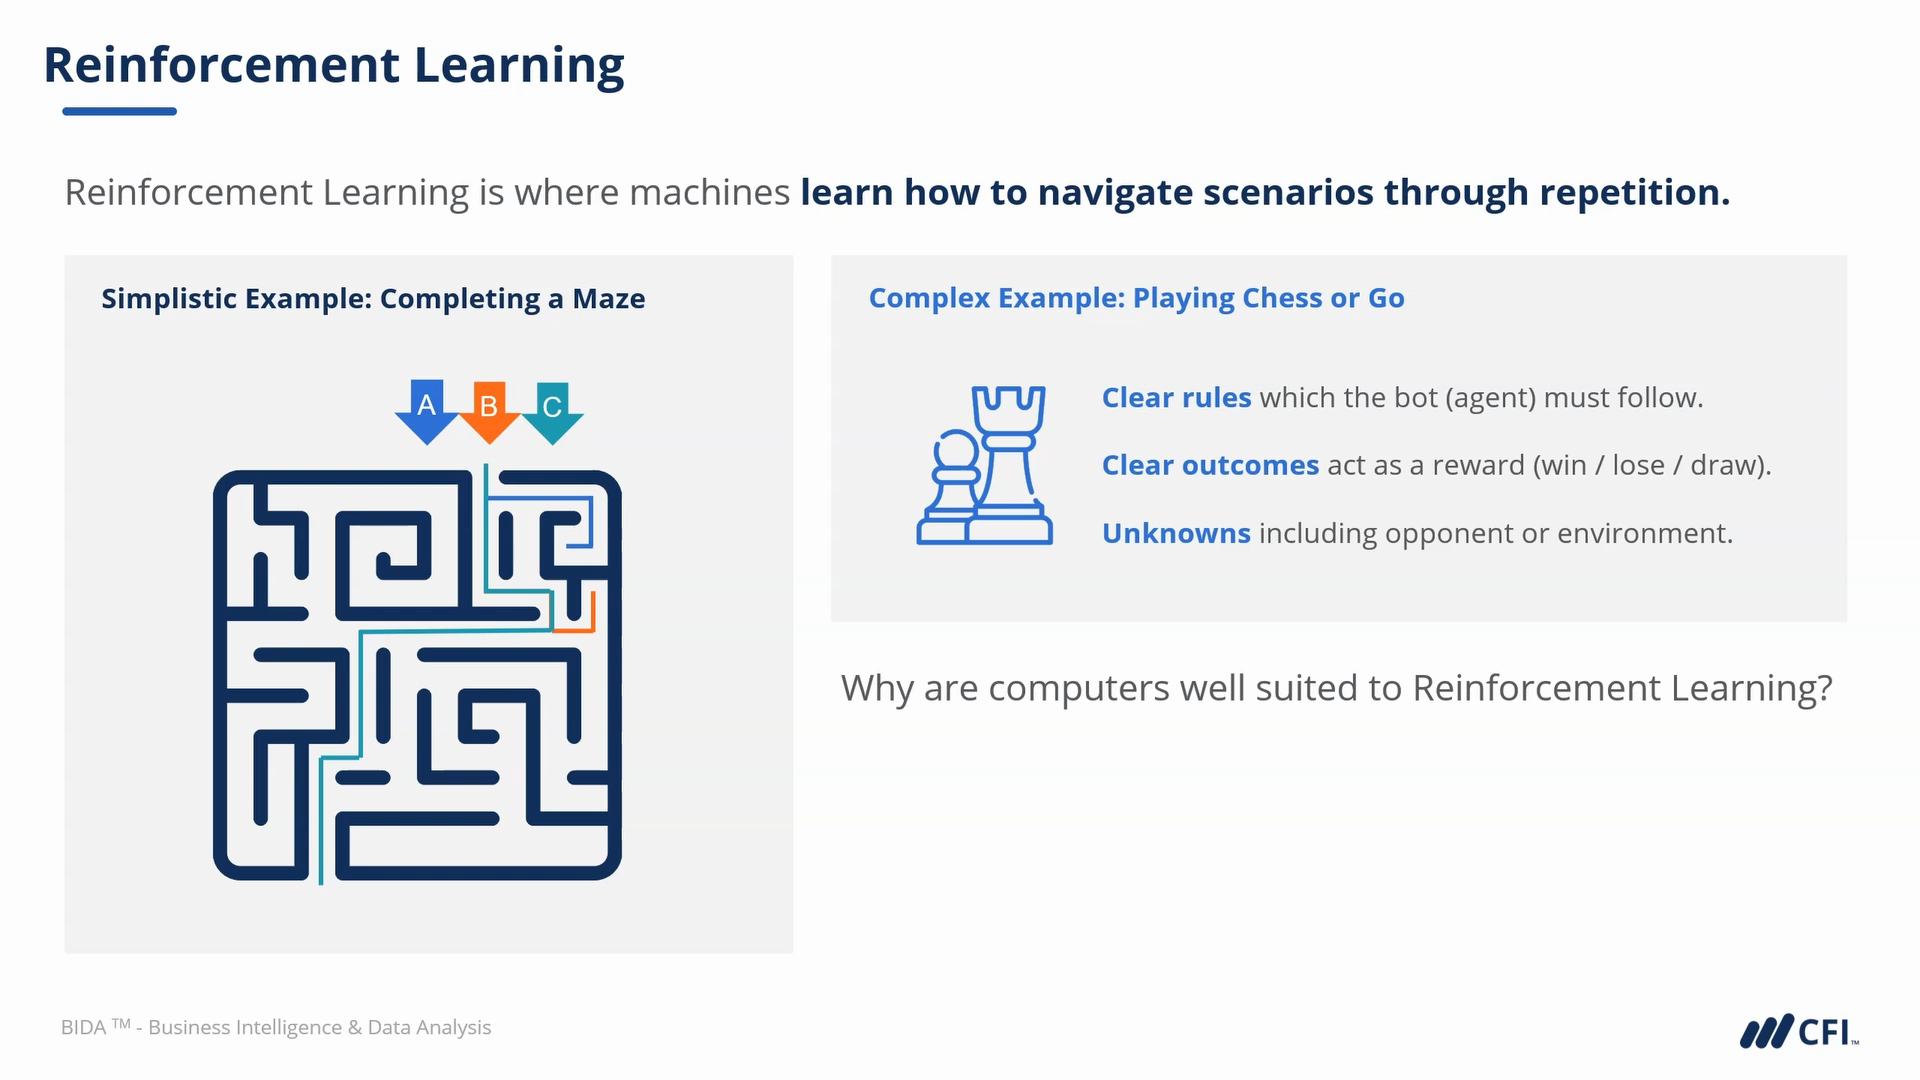 Reinforcement Learning
Reinforcement Learning is where machines learn how to navigate scenarios through repetition.
Simplistic Example: Completing a Maze
A B C
Complex Example: Playing Chess or Go
Clear rules which the bot (agent) must follow.
Clear outcomes act as a reward (win / lose / draw).
Unknowns including opponent or environment.
Why are computers well suited to Reinforcement Learning?
BIDA TM - Business Intelligence & Data Analysis
CFI™